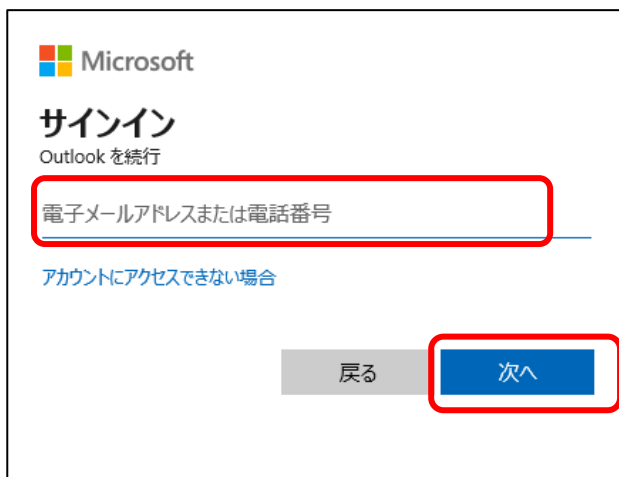 Microsoft
サインイン
Outlook を続行
電子メールアドレスまたは電話番号
アカウントにアクセスできない場合
戻る
次へ